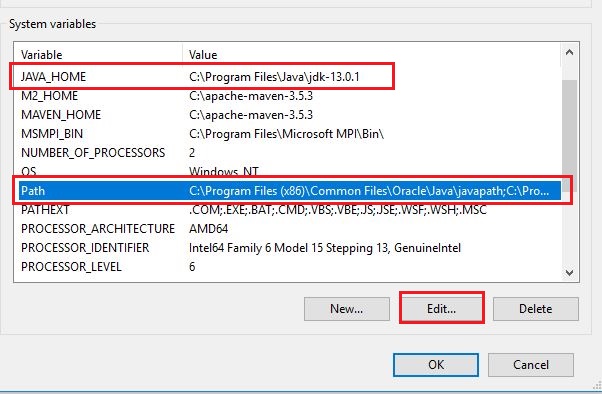 System variables
Variable Value
JAVA_HOME C:\Program Files\Java\jdk-13.0.1
M2_HOME C:\apache-maven-3.5.3
MAVEN_HOME C:\apache-maven-3.5.3
MSMPI_BIN C:\Program Files\Microsoft MPI\Bin\
NUMBER_OF_PROCESSORS 2
OS Windows_NT
Path C:\Program Files (x86)\Common Files\Oracle\Java\javapath;C:\Pro...
PATHEXT .COM;.EXE;.BAT;.CMD;.VBS;.VBE;JS;JSE;.WSF;.WSH;.MSC
PROCESSOR_ARCHITECTURE AMD64
PROCESSOR_IDENTIFIER Intel64 Family 6 Model 15 Stepping 13, GenuineIntel
PROCESSOR_LEVEL 6
New... Edit... Delete
OK Cancel